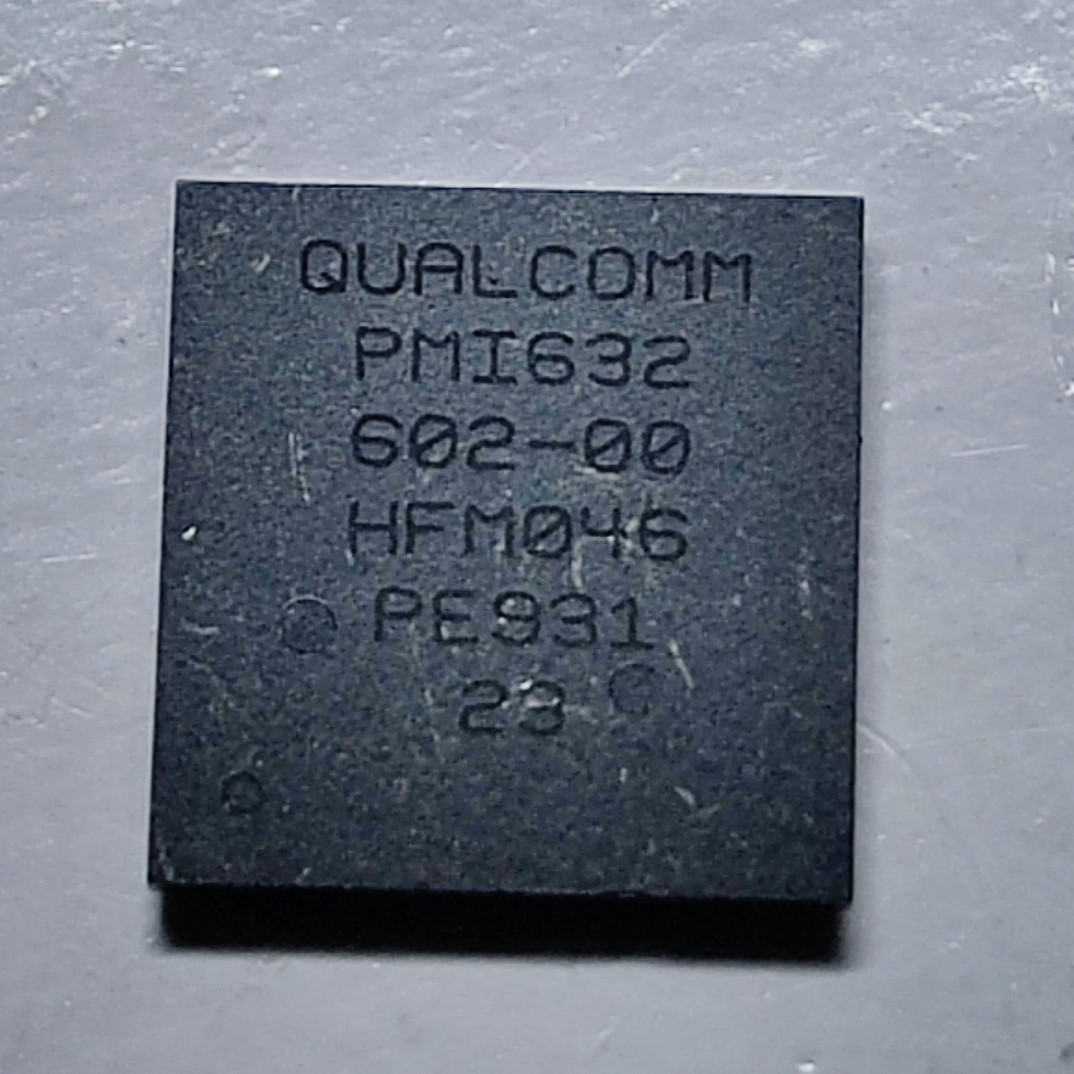 QUALCOMM
PMI632
602-00
HFM046
PE931
23